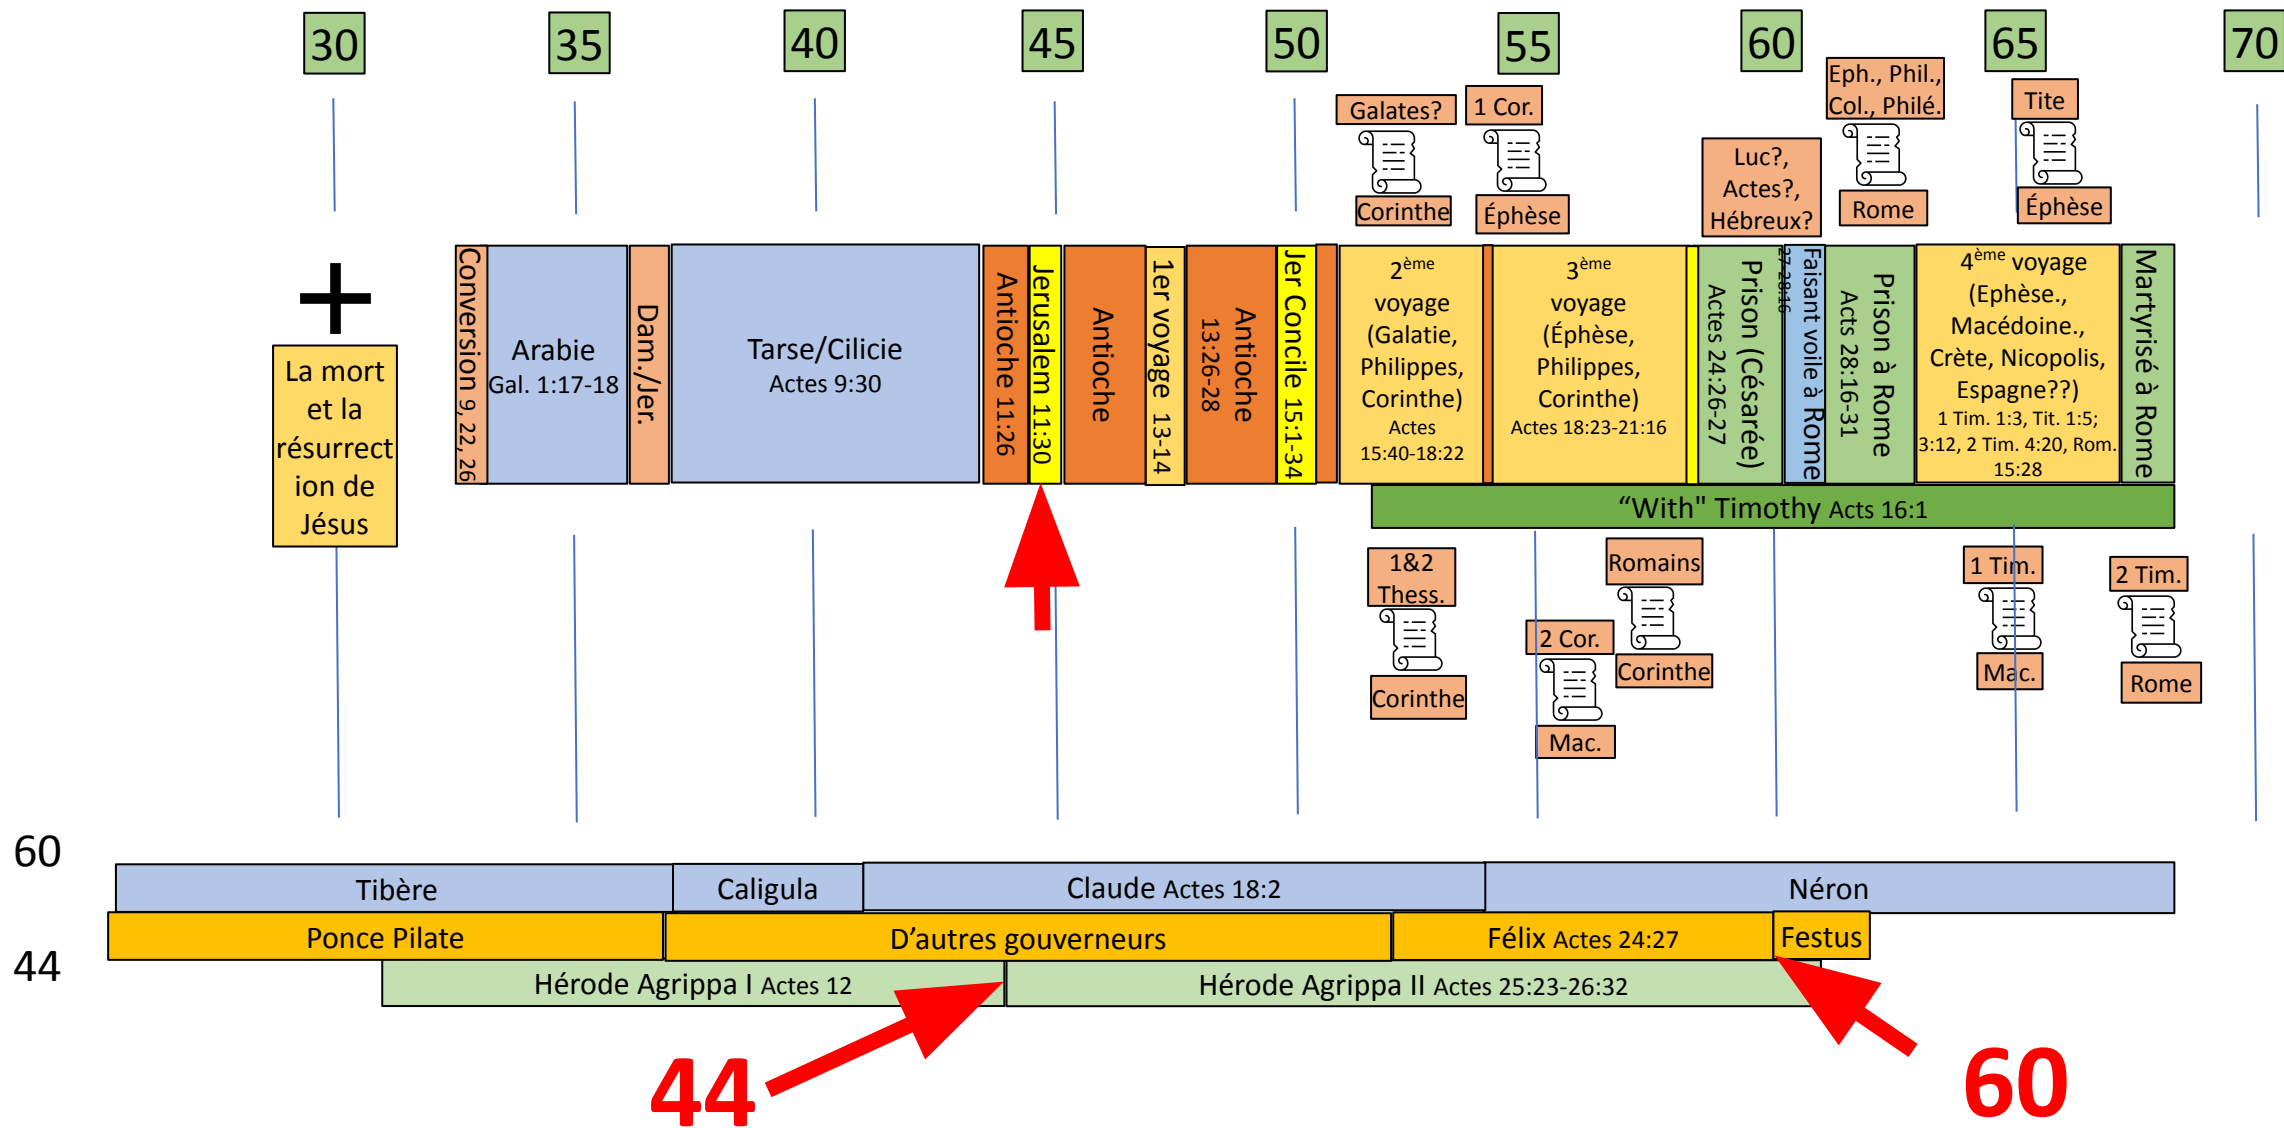 30
35
40
45
50
55
60
65
70
Galates?
Corinthe
1 Cor.
Éphèse
Luc?,
Actes?,
Hébreux?
Eph., Phil.,
Col., Philé.
Rome
Tite
Éphèse
La mort
et la
résurrect
ion de
Jésus
Conversion 9, 22, 26
Arabie
Gal. 1:17-18
Dam./Jer.
Tarse/Cilicie
Actes 9:30
Antioche 11:26
Jerusalem 11:30
Antioche
1er voyage 13-14
Antioche
13:26-28
Jer Concile 15:1-34
2ème
voyage
(Galatie,
Philippes,
Corinthe)
Actes
15:40-18:22
3ème
voyage
(Éphèse,
Philippes,
Corinthe)
Actes 18:23-21:16
Prison (Césarée)
Actes 24:26-27
Faisant voile à Rome
27-28:16
Prison à Rome
Acts 28:16-31
4ème voyage
(Ephèse.,
Macédoine.,
Crète, Nicopolis,
Espagne??)
1 Tim. 1:3, Tit. 1:5;
3:12, 2 Tim. 4:20, Rom.
15:28
Martyrisé à Rome
“With" Timothy Acts 16:1
1&2
Thess.
Corinthe
2 Cor.
Mac.
Romains
Corinthe
1 Tim.
Mac.
2 Tim.
Rome
60
Tibère
Caligula
Claude Actes 18:2
Néron
Ponce Pilate
D’autres gouverneurs
Félix Actes 24:27
Festus
44
Hérode Agrippa I Actes 12
Hérode Agrippa II Actes 25:23-26:32
44
60